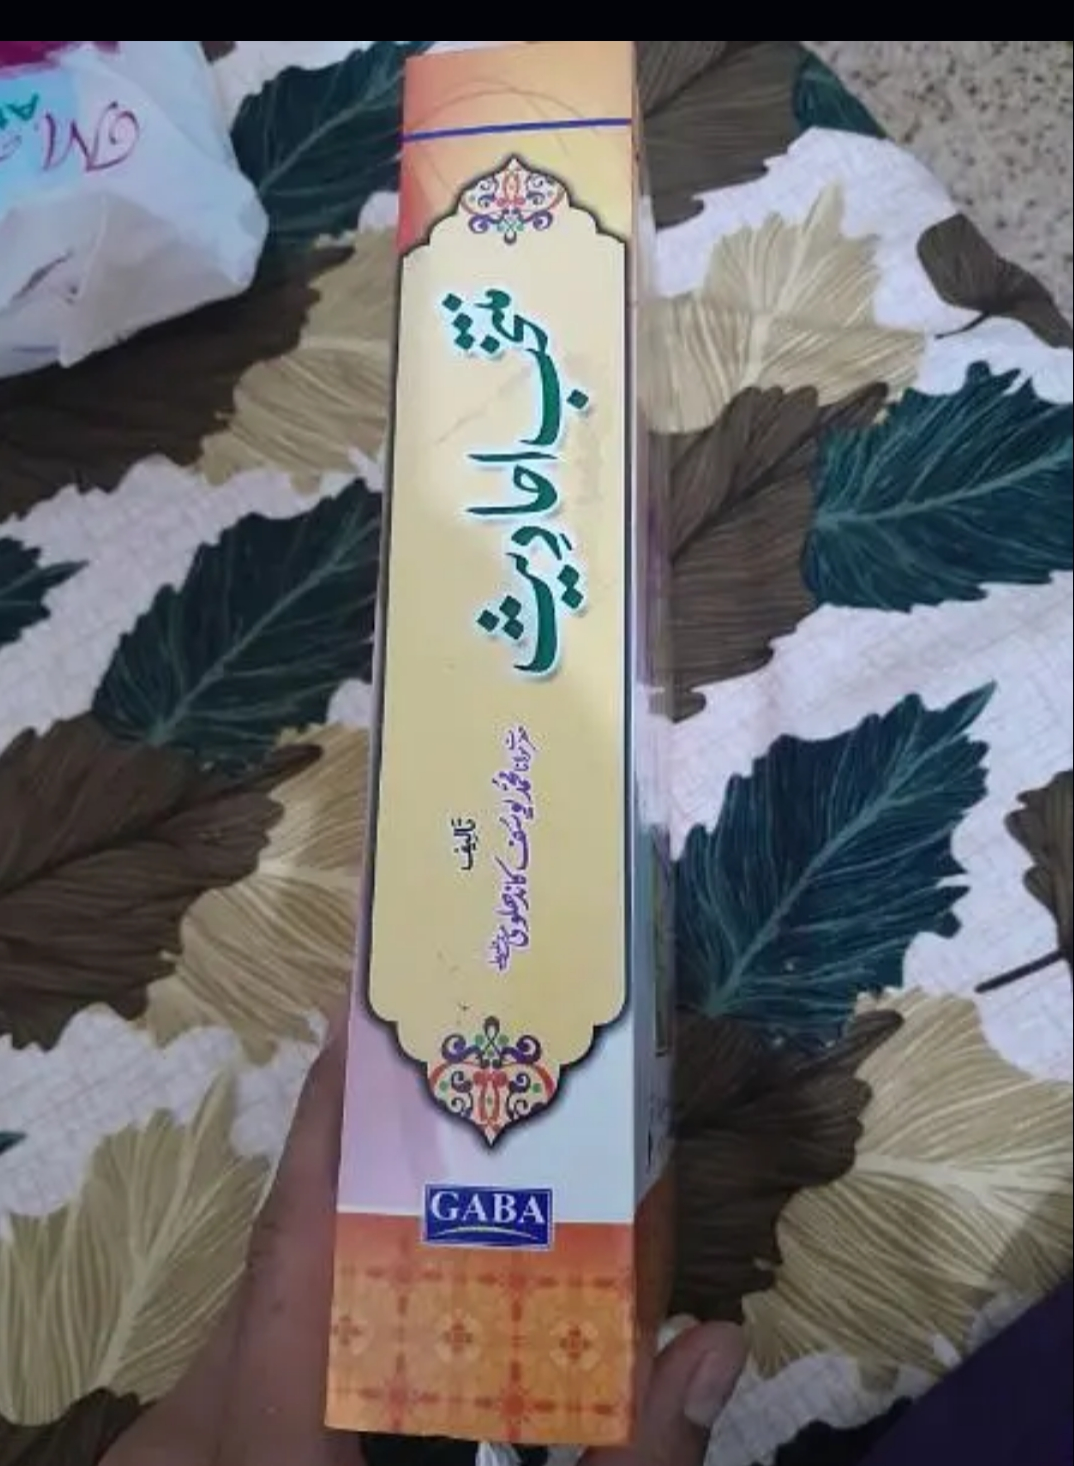 منتخب احادیث
تالیف
حضرت مولانا محمد یوسف کاندھلوی
GABA